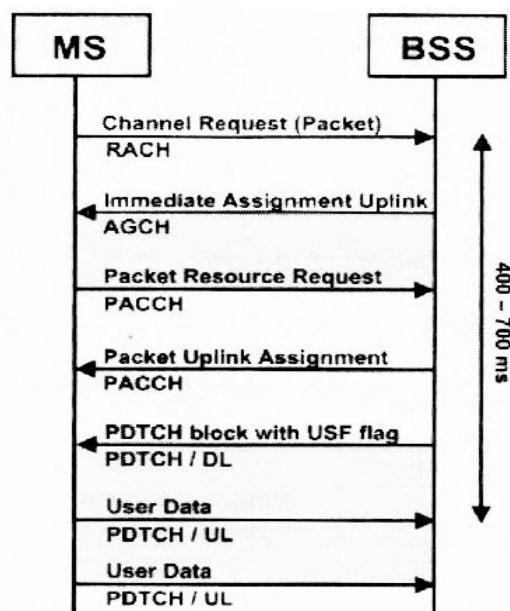 MS
BSS
Channel Request (Packet)
RACH
Immediate Assignment Uplink
AGCH
Packet Resource Request
PACCH
Packet Uplink Assignment
PACCH
PDTCH block with USF flag
PDTCH / DL
User Data
PDTCH / UL
User Data
PDTCH / UL
400 – 700 ms